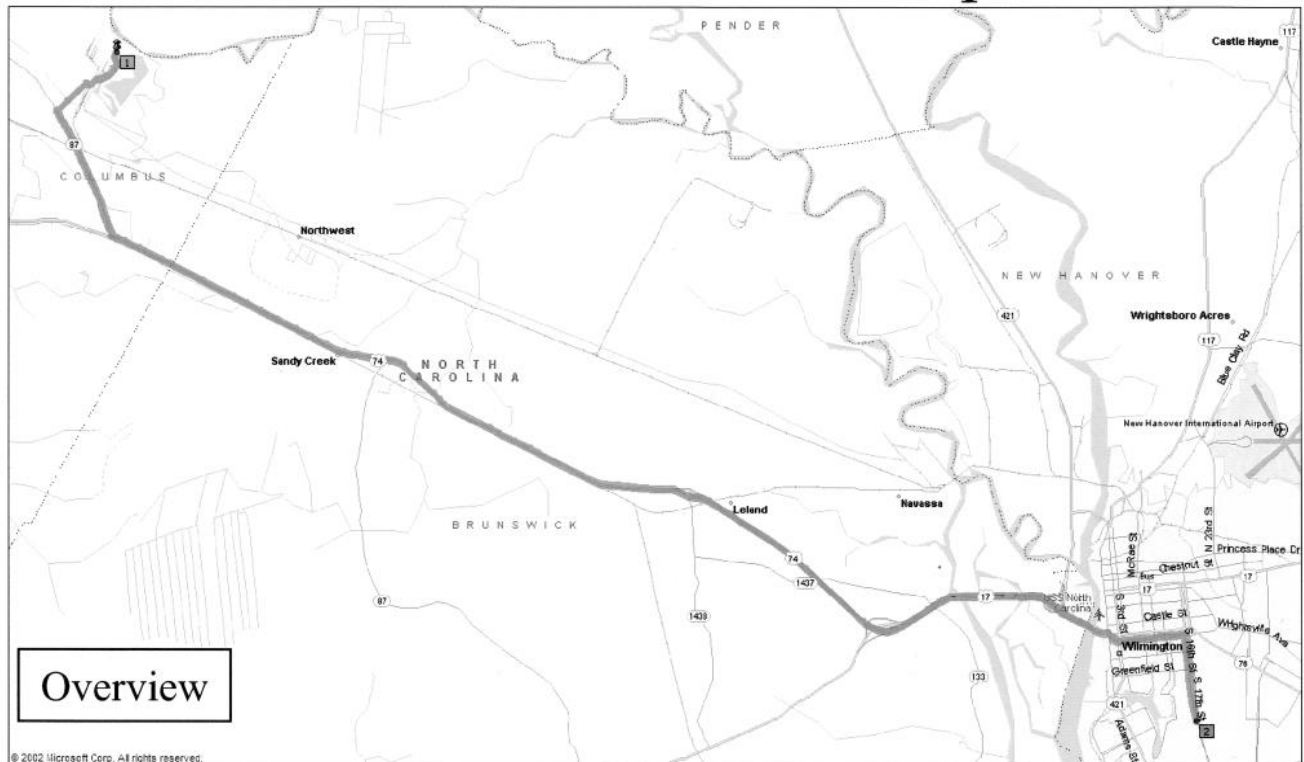 PENDER
117
Castle Hayne
1
87
COLUMBUS
Northwest
NEW HANOVER
421
Wrightsboro Acres
117
Blue Clay Rd
Sandy Creek
74
NORTH
CAROLINA
New Hanover International Airport
BRUNSWICK
Leland
Navassa
McRae St
N 23rd St
Princess Place Dr
Chestnut St
74
1437
Bus
17
17
87
1438
17
USS North
Carolina
S 3rd St
Castle St
Wrightsville Ave
Wilmington
Greenfield St
S 16th St
S 17th St
76
133
421
2
Overview
© 2002 Microsoft Corp. All rights reserved.